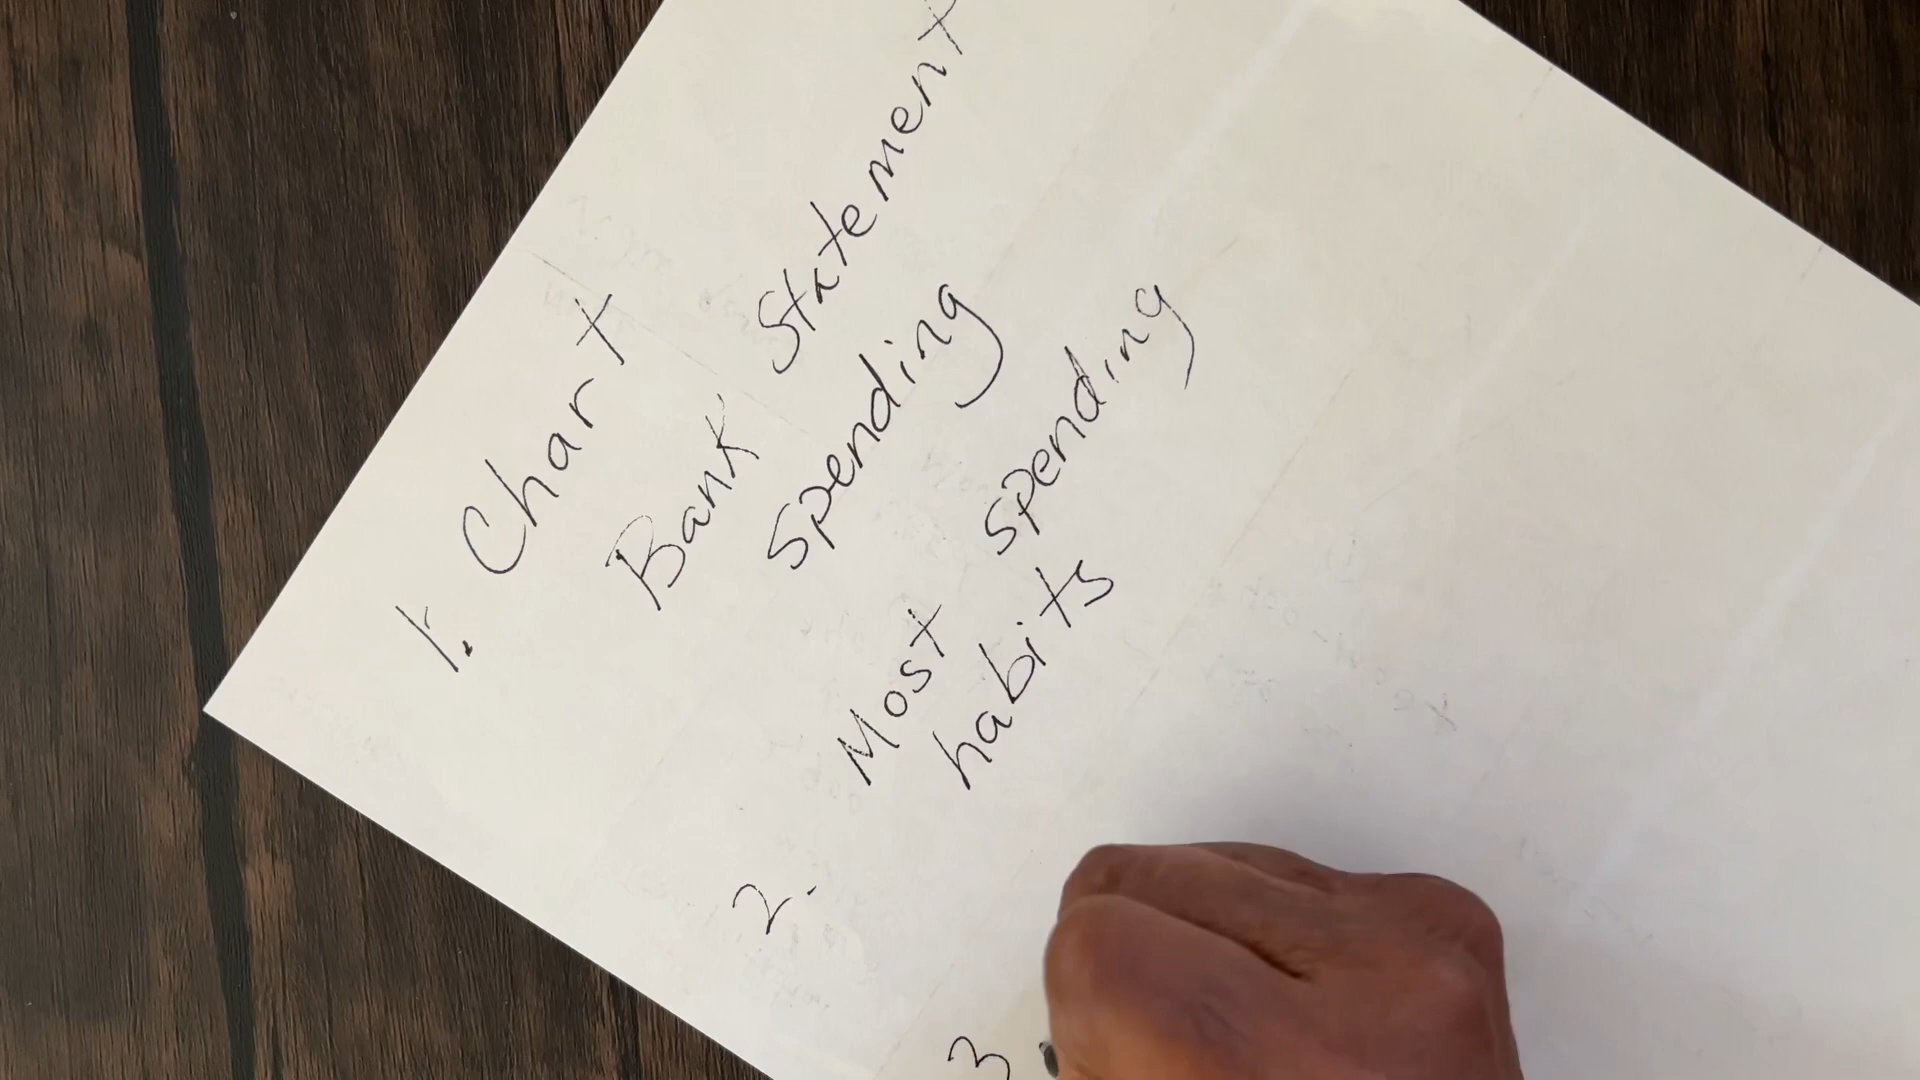 1. Chart
Bank Statement
spending
2. Most spending
habits
3